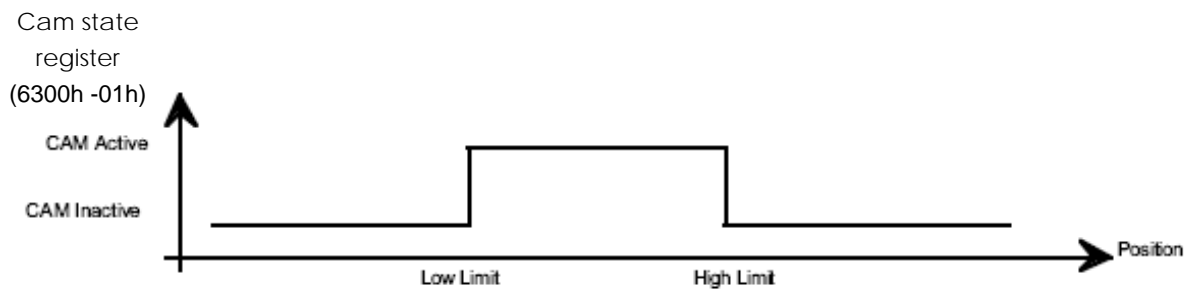 Cam state
register
(6300h -01h)
CAM Active
CAM Inactive
Position
Low Limit
High Limit